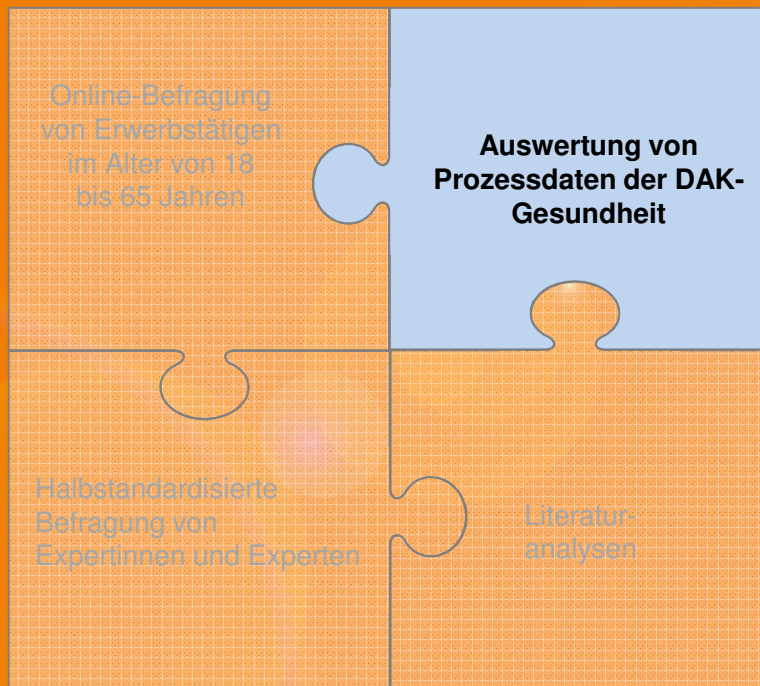 Online-Befragung
von Erwerbstätigen
im Alter von 18
bis 65 Jahren
Auswertung von
Prozessdaten der DAK-
Gesundheit
Halbstandardisierte
Befragung von
Expertinnen und Experten
Literatur-
analysen